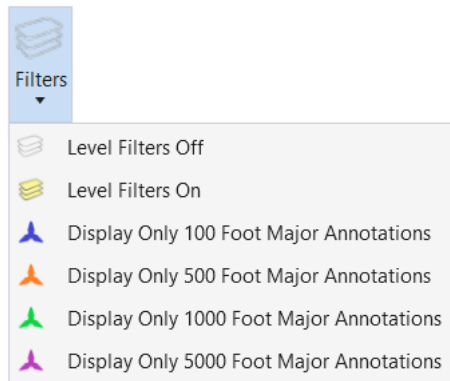 Filters
Level Filters Off
Level Filters On
Display Only 100 Foot Major Annotations
Display Only 500 Foot Major Annotations
Display Only 1000 Foot Major Annotations
Display Only 5000 Foot Major Annotations